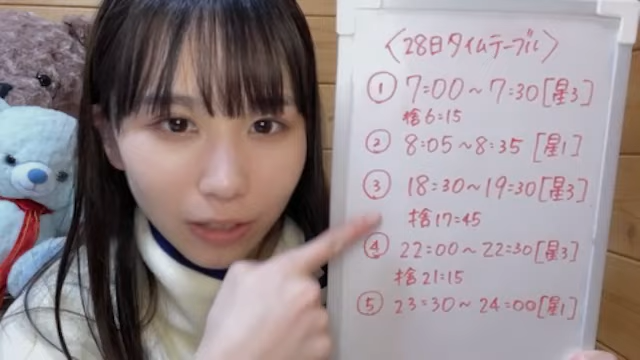 〈28日タイムテーブル〉
① 7:00~7:30[星3]
捨6:15
② 8:05~8:35 [星1]
③ 18:30~19:30[星3]
捨17:45
④ 22:00~22:30[星3]
捨21:15
⑤ 23:30~24:00[星1]